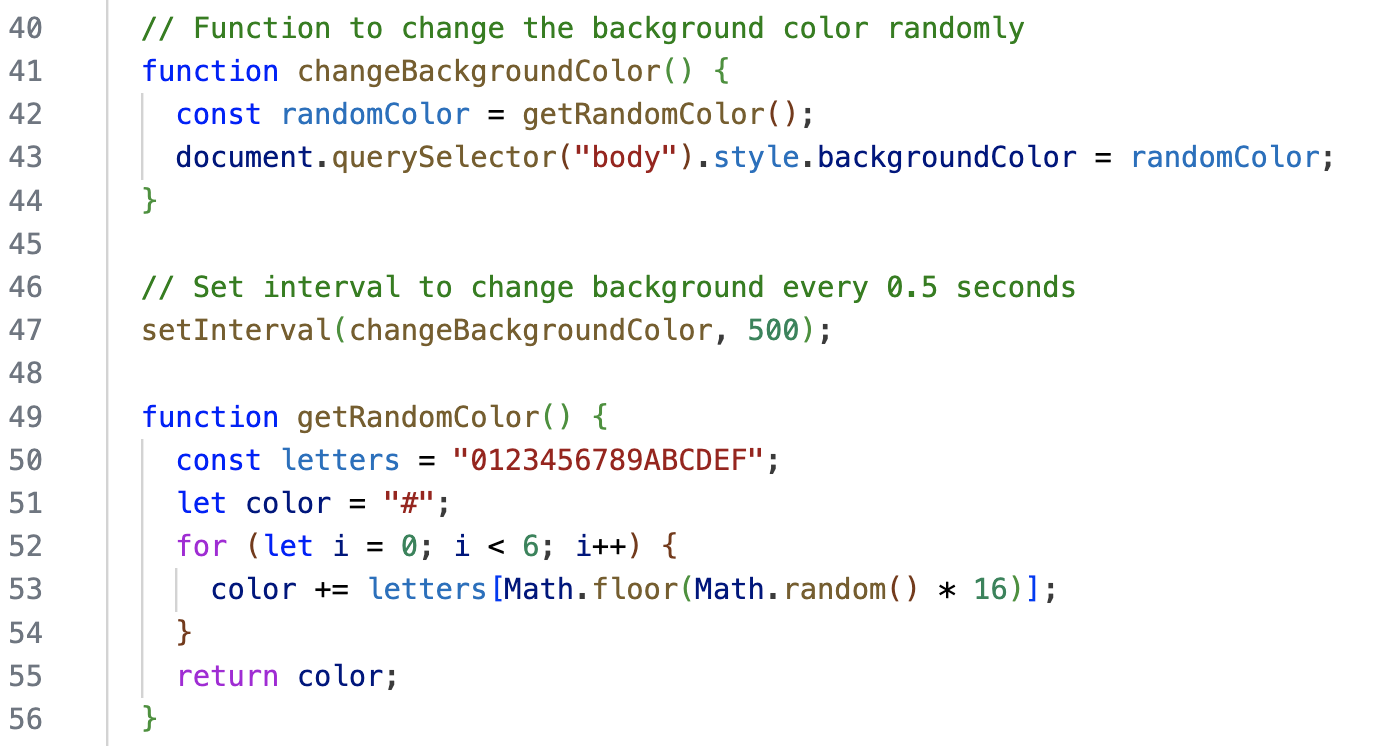 40 // Function to change the background color randomly
41 function changeBackgroundColor() {
42   const randomColor = getRandomColor();
43   document.querySelector("body").style.backgroundColor = randomColor;
44 }
45
46 // Set interval to change background every 0.5 seconds
47 setInterval(changeBackgroundColor, 500);
48
49 function getRandomColor() {
50   const letters = "0123456789ABCDEF";
51   let color = "#";
52   for (let i = 0; i < 6; i++) {
53     color += letters[Math.floor(Math.random() * 16)];
54   }
55   return color;
56 }